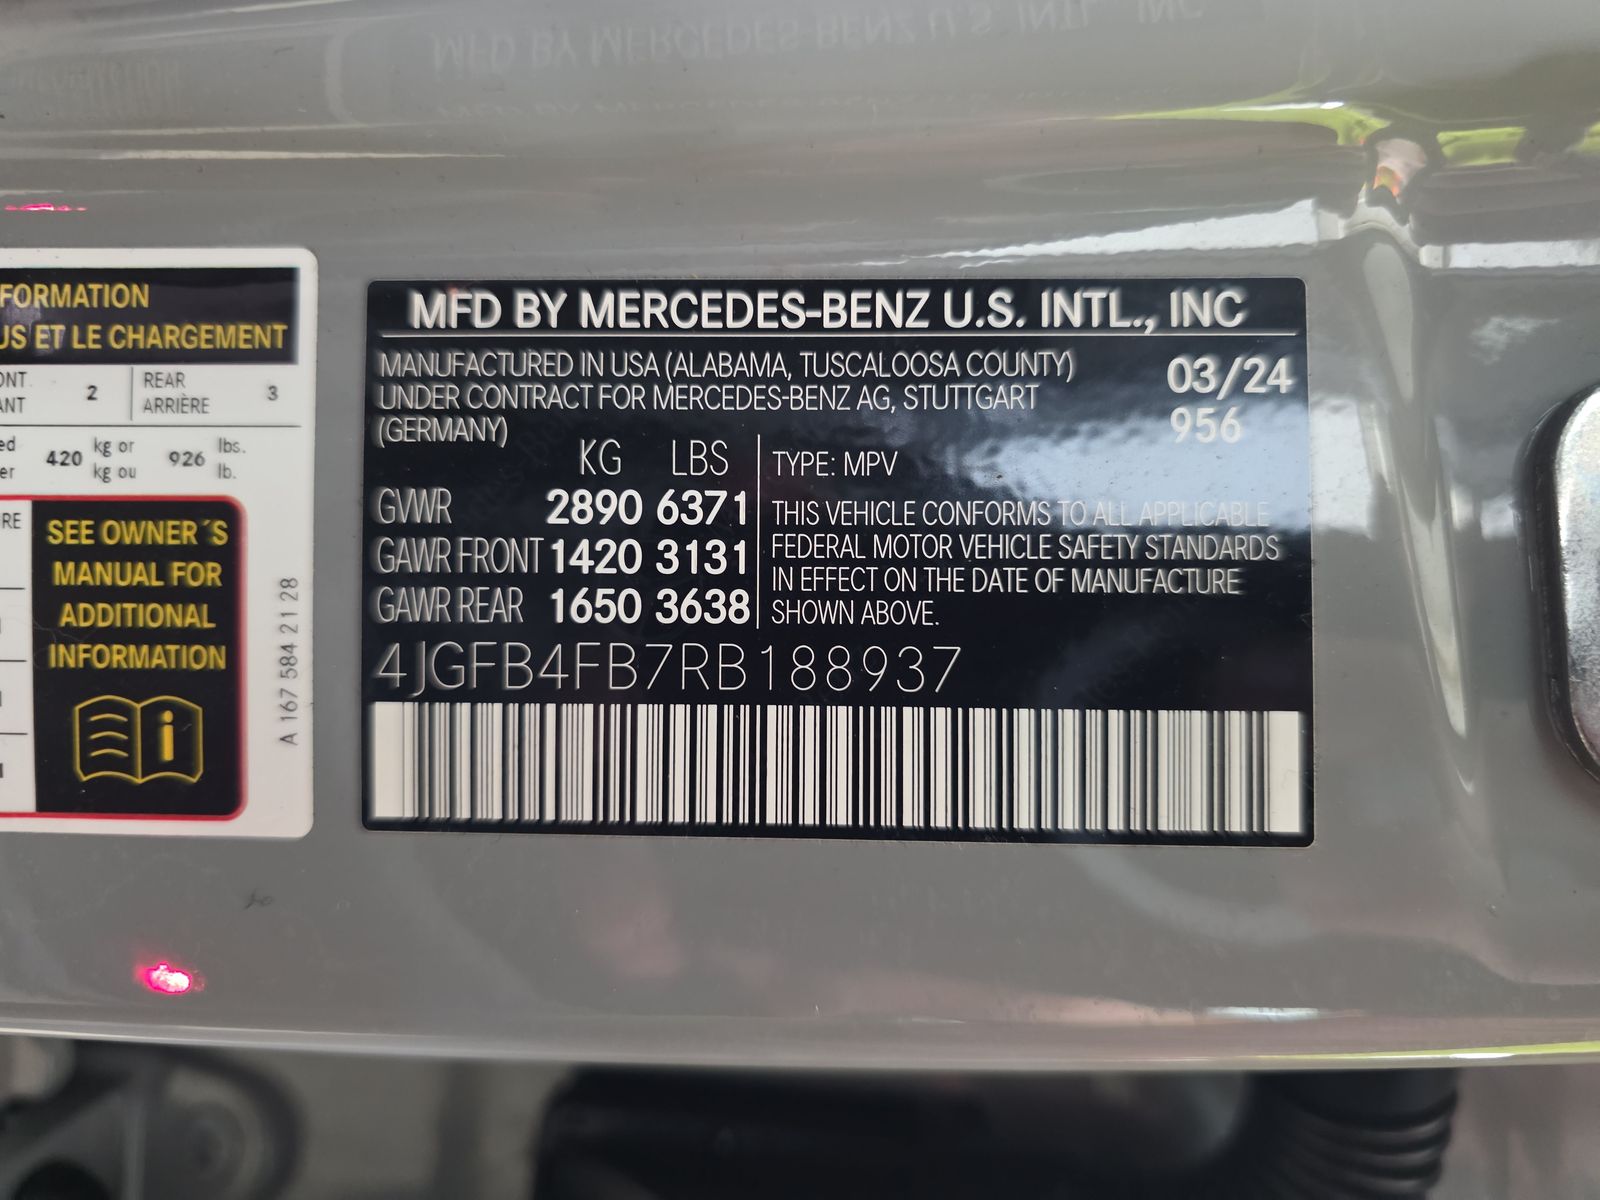 FORMATION
US ET LE CHARGEMENT
ONT 2 REAR 3
ANT ARRIÈRE
ed 420 kg or 926 lbs.
er kg ou lb.
RE
SEE OWNER´S
MANUAL FOR
ADDITIONAL
INFORMATION
A 167 584 21 28
MFD BY MERCEDES-BENZ U.S. INTL., INC
MANUFACTURED IN USA (ALABAMA, TUSCALOOSA COUNTY) 03/24
UNDER CONTRACT FOR MERCEDES-BENZ AG, STUTTGART
(GERMANY) 956
KG LBS TYPE: MPV
GVWR 2890 6371
GAWR FRONT 1420 3131
GAWR REAR 1650 3638
THIS VEHICLE CONFORMS TO ALL APPLICABLE
FEDERAL MOTOR VEHICLE SAFETY STANDARDS
IN EFFECT ON THE DATE OF MANUFACTURE
SHOWN ABOVE.
4JGFB4FB7RB188937